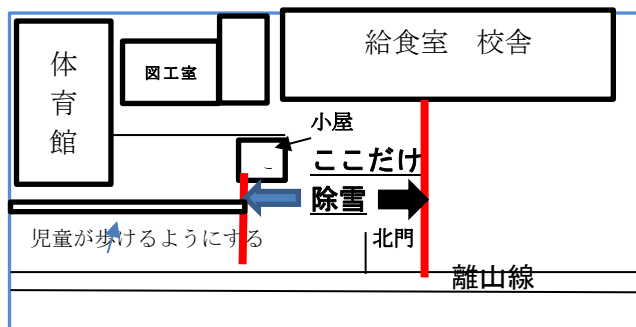 体育館
図工室
給食室　校舎
小屋
ここだけ
除雪
児童が歩けるようにする
北門
離山線